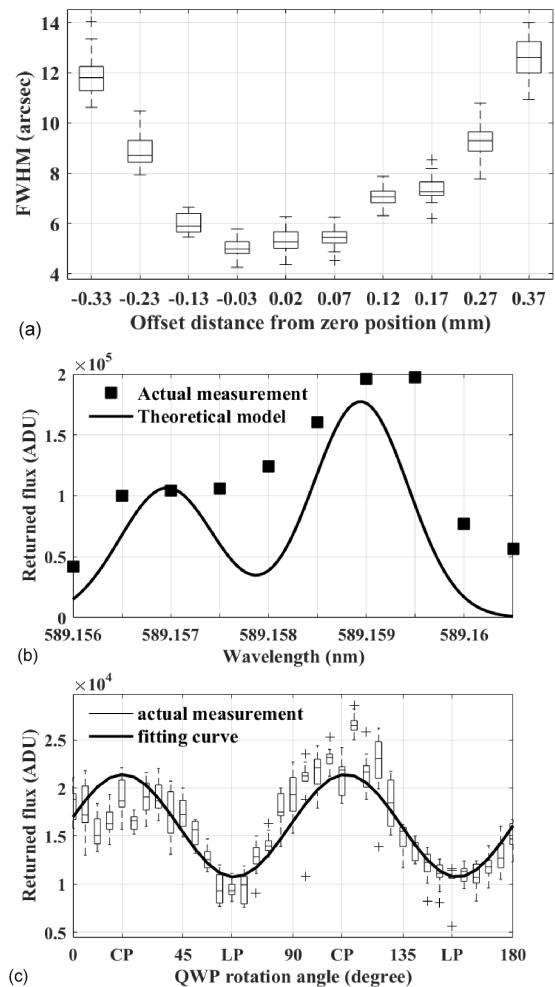 14
12
10
8
6
4
FWHM (arcsec)
-0.33 -0.23 -0.13 -0.03 0.02 0.07 0.12 0.17 0.27 0.37
Offset distance from zero position (mm)
(a)
×10⁵
2
1.5
1
0.5
0
Returned flux (ADU)
Actual measurement
Theoretical model
589.156 589.157 589.158 589.159 589.16
Wavelength (nm)
(b)
×10⁴
2.5
2
1.5
1
0.5
Returned flux (ADU)
actual measurement
fitting curve
0 CP 45 LP 90 CP 135 LP 180
QWP rotation angle (degree)
(c)